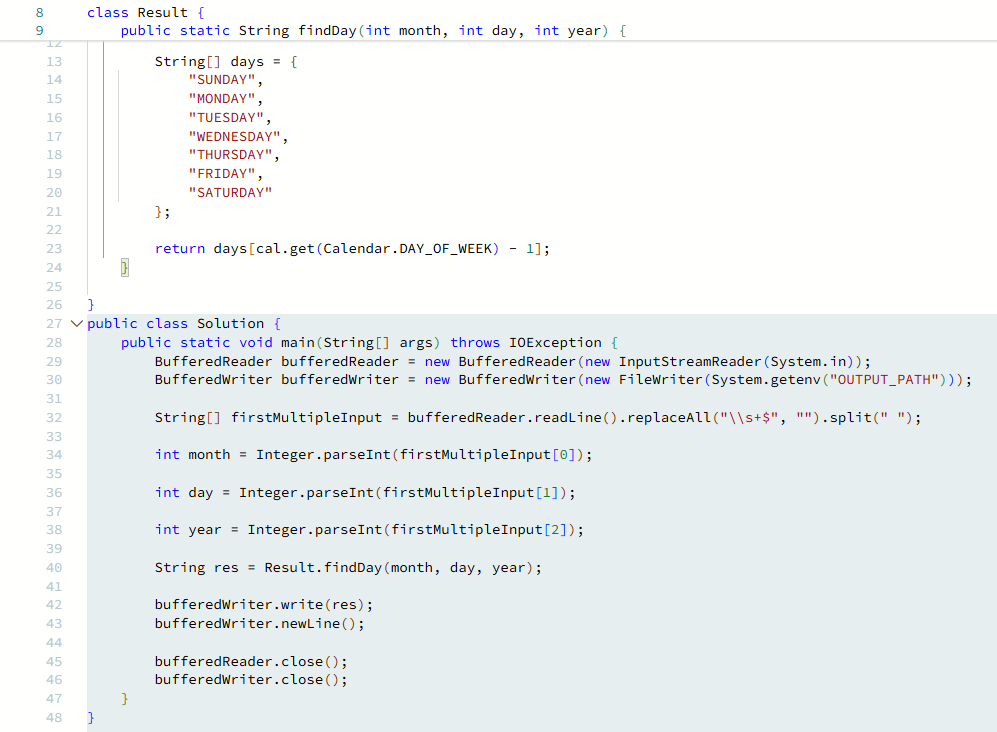 8 class Result {
9 public static String findDay(int month, int day, int year) {
12
13 String[] days = {
14 "SUNDAY",
15 "MONDAY",
16 "TUESDAY",
17 "WEDNESDAY",
18 "THURSDAY",
19 "FRIDAY",
20 "SATURDAY"
21 };
22
23 return days[cal.get(Calendar.DAY_OF_WEEK) - 1];
24 }
25
26 }
27 public class Solution {
28 public static void main(String[] args) throws IOException {
29 BufferedReader bufferedReader = new BufferedReader(new InputStreamReader(System.in));
30 BufferedWriter bufferedWriter = new BufferedWriter(new FileWriter(System.getenv("OUTPUT_PATH")));
31
32 String[] firstMultipleInput = bufferedReader.readLine().replaceAll("\\s+$", "").split(" ");
33
34 int month = Integer.parseInt(firstMultipleInput[0]);
35
36 int day = Integer.parseInt(firstMultipleInput[1]);
37
38 int year = Integer.parseInt(firstMultipleInput[2]);
39
40 String res = Result.findDay(month, day, year);
41
42 bufferedWriter.write(res);
43 bufferedWriter.newLine();
44
45 bufferedReader.close();
46 bufferedWriter.close();
47 }
48 }